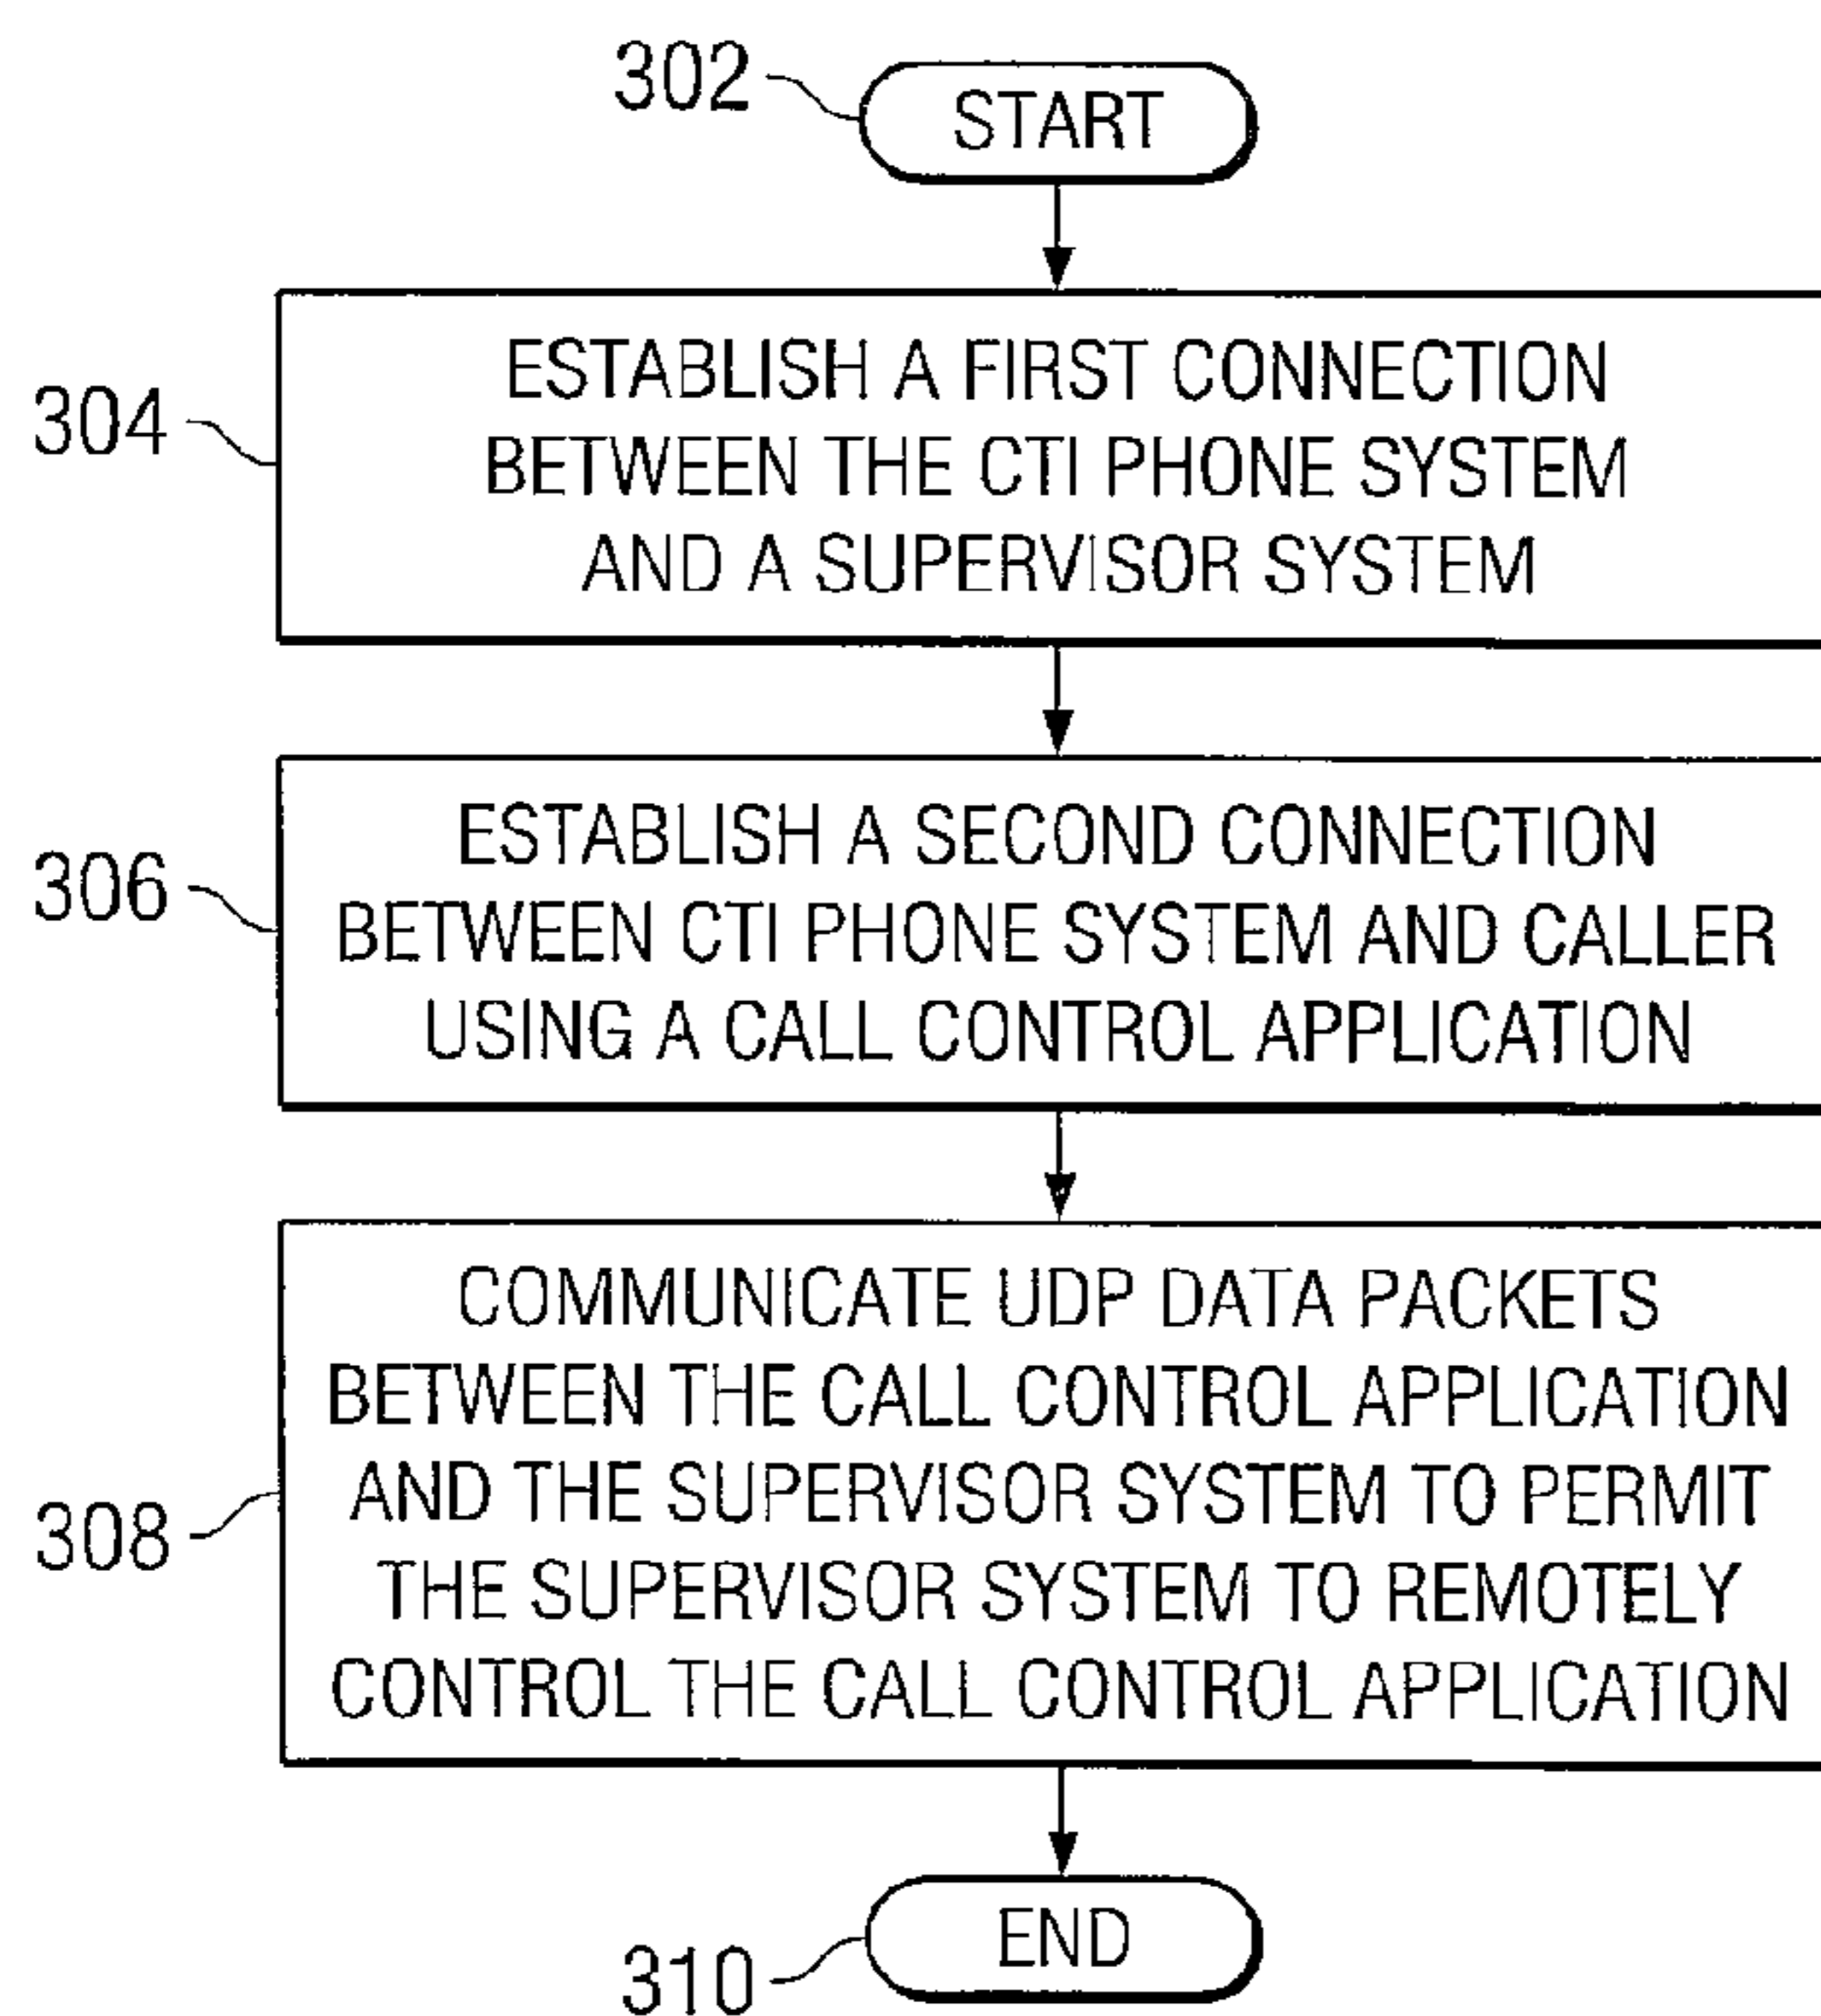 302
START
304
ESTABLISH A FIRST CONNECTION
BETWEEN THE CTI PHONE SYSTEM
AND A SUPERVISOR SYSTEM
306
ESTABLISH A SECOND CONNECTION
BETWEEN CTI PHONE SYSTEM AND CALLER
USING A CALL CONTROL APPLICATION
308
COMMUNICATE UDP DATA PACKETS
BETWEEN THE CALL CONTROL APPLICATION
AND THE SUPERVISOR SYSTEM TO PERMIT
THE SUPERVISOR SYSTEM TO REMOTELY
CONTROL THE CALL CONTROL APPLICATION
310
END